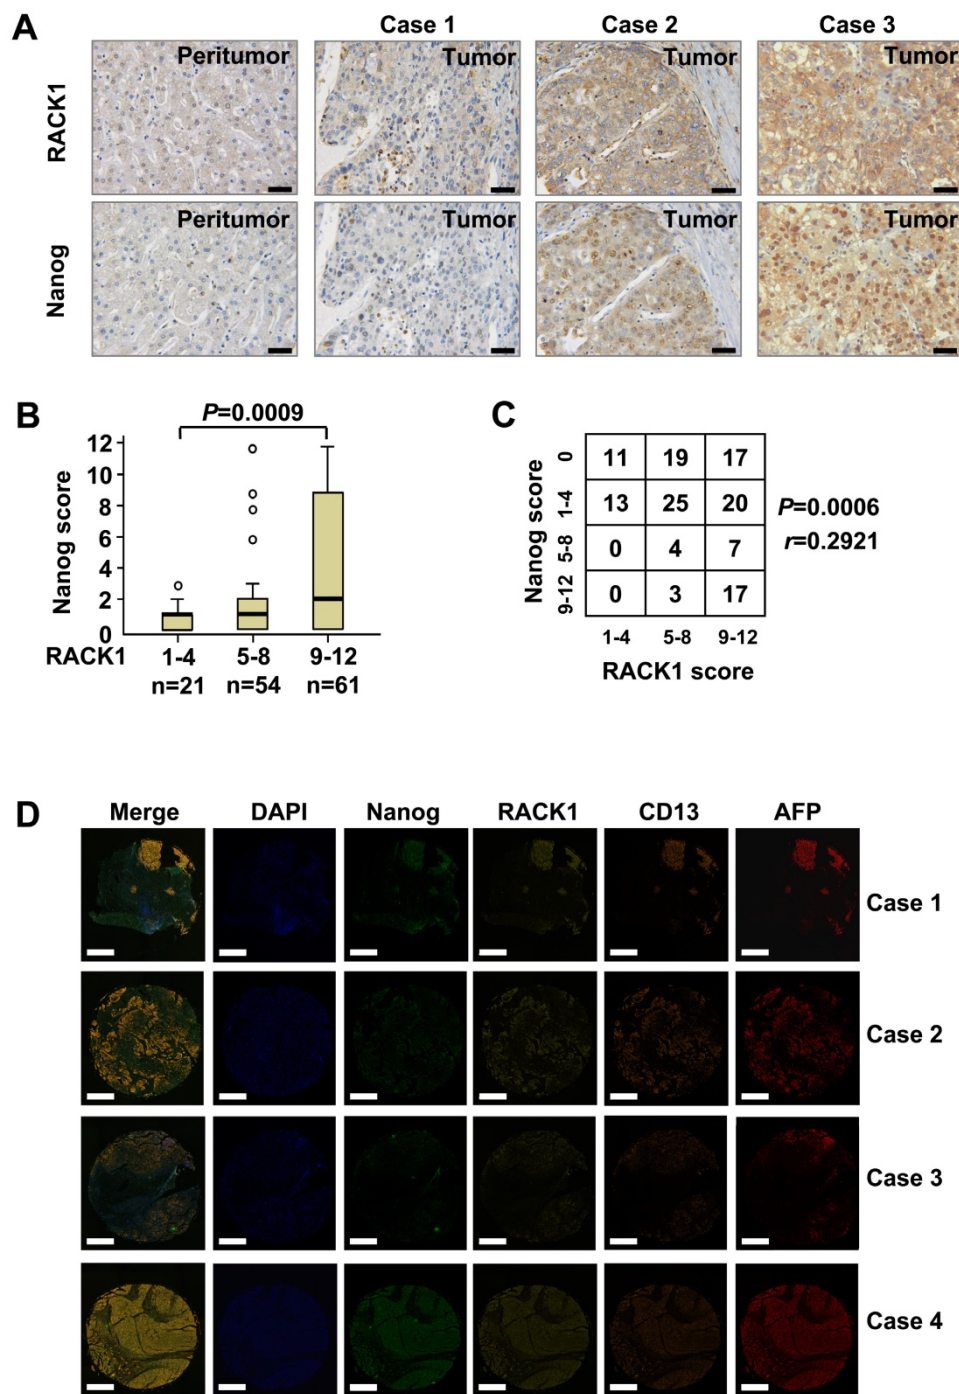 A
Case 1 Case 2 Case 3
RACK1
Peritumor Tumor Tumor Tumor
Nanog
Peritumor Tumor Tumor Tumor
B
P=0.0009
Nanog score
12
10
8
6
4
2
0
RACK1 1-4 5-8 9-12
n=21 n=54 n=61
C
Nanog score
0 11 19 17
1-4 13 25 20
5-8 0 4 7
9-12 0 3 17
1-4 5-8 9-12
RACK1 score
P=0.0006
r=0.2921
D
Merge DAPI Nanog RACK1 CD13 AFP
Case 1
Case 2
Case 3
Case 4